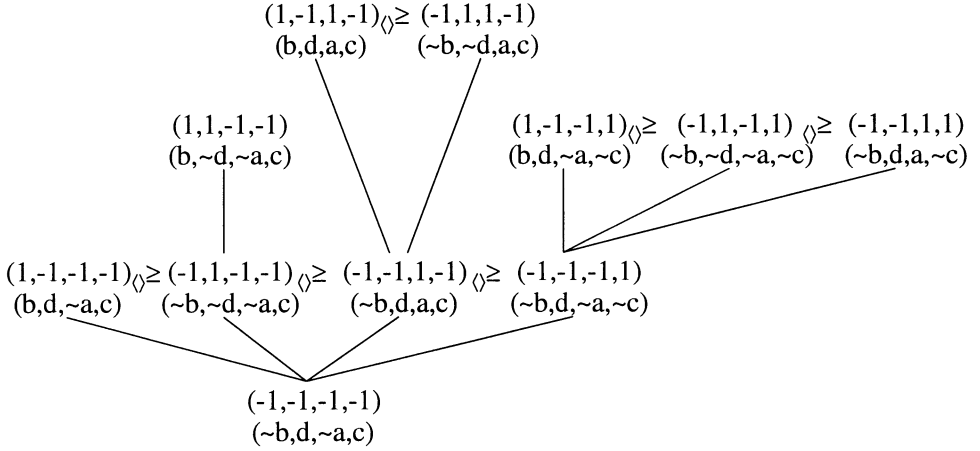 (1,-1,1,-1)⟨⟩≥ (-1,1,1,-1)
(b,d,a,c) (~b,~d,a,c)
(1,1,-1,-1) (1,-1,-1,1)⟨⟩≥ (-1,1,-1,1) ⟨⟩≥ (-1,-1,1,1)
(b,~d,~a,c) (b,d,~a,~c) (~b,~d,~a,~c) (~b,d,a,~c)
(1,-1,-1,-1)⟨⟩≥ (-1,1,-1,-1)⟨⟩≥ (-1,-1,1,-1)⟨⟩≥ (-1,-1,-1,1)
(b,d,~a,c) (~b,~d,~a,c) (~b,d,a,c) (~b,d,~a,~c)
(-1,-1,-1,-1)
(~b,d,~a,c)